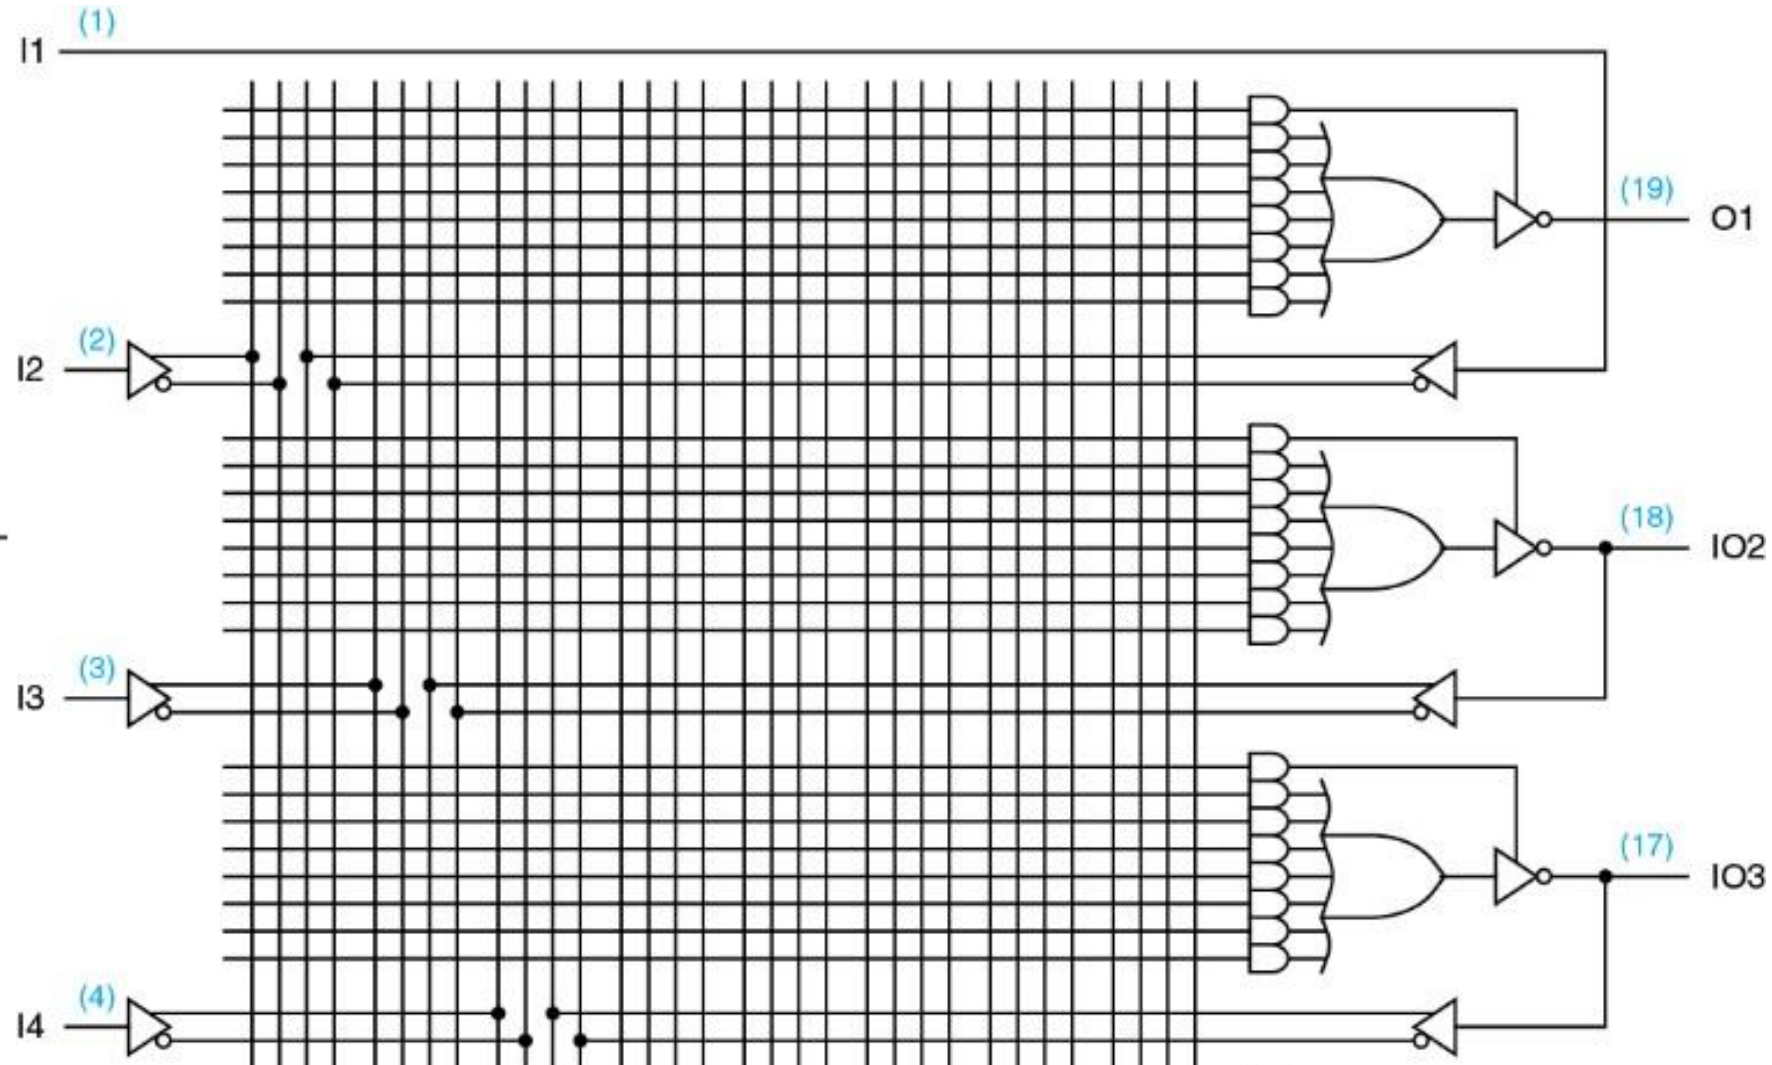 (1)
I1
(19)
O1
(2)
I2
(18)
IO2
(3)
I3
(17)
IO3
(4)
I4